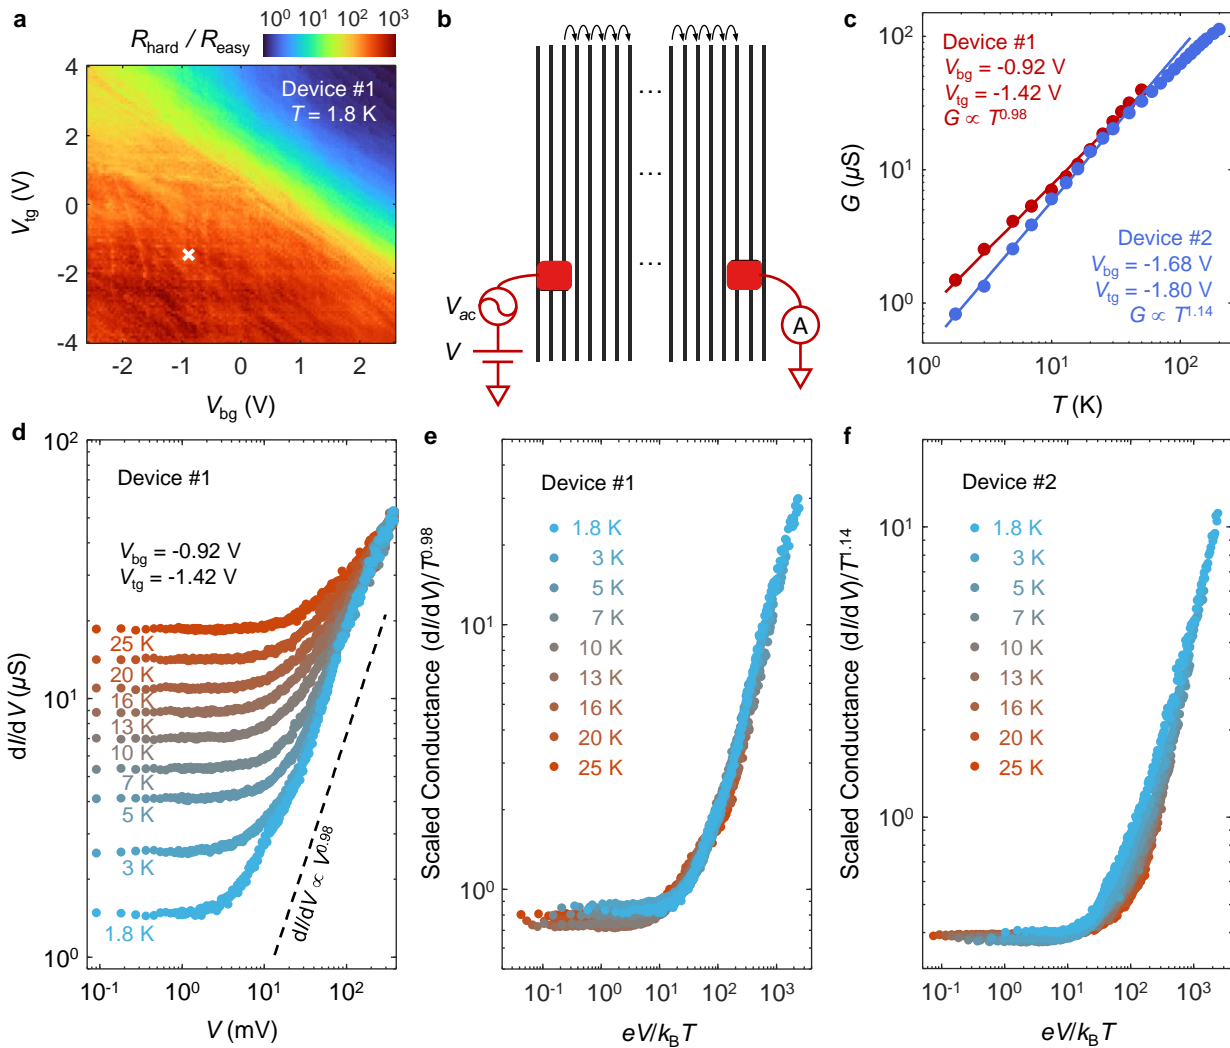 a
R_hard / R_easy
10^0 10^1 10^2 10^3
Device #1
T = 1.8 K
4
2
0
-2
-4
V_tg (V)
-2 -1 0 1 2
V_bg (V)
b
...
...
...
V_ac
V
A
c
10^2
10^1
10^0
G (µS)
Device #1
V_bg = -0.92 V
V_tg = -1.42 V
G ∝ T^0.98
Device #2
V_bg = -1.68 V
V_tg = -1.80 V
G ∝ T^1.14
10^0 10^1 10^2
T (K)
d
10^2
10^1
10^0
dI/dV (µS)
Device #1
V_bg = -0.92 V
V_tg = -1.42 V
25 K
20 K
16 K
13 K
10 K
7 K
5 K
3 K
1.8 K
dI/dV ∝ V^0.98
10^-1 10^0 10^1 10^2
V (mV)
e
Scaled Conductance (dI/dV)/T^0.98
10^1
10^0
Device #1
1.8 K
3 K
5 K
7 K
10 K
13 K
16 K
20 K
25 K
10^-1 10^0 10^1 10^2 10^3
eV/k_BT
f
Scaled Conductance (dI/dV)/T^1.14
10^1
10^0
Device #2
1.8 K
3 K
5 K
7 K
10 K
13 K
16 K
20 K
25 K
10^-1 10^0 10^1 10^2 10^3
eV/k_BT